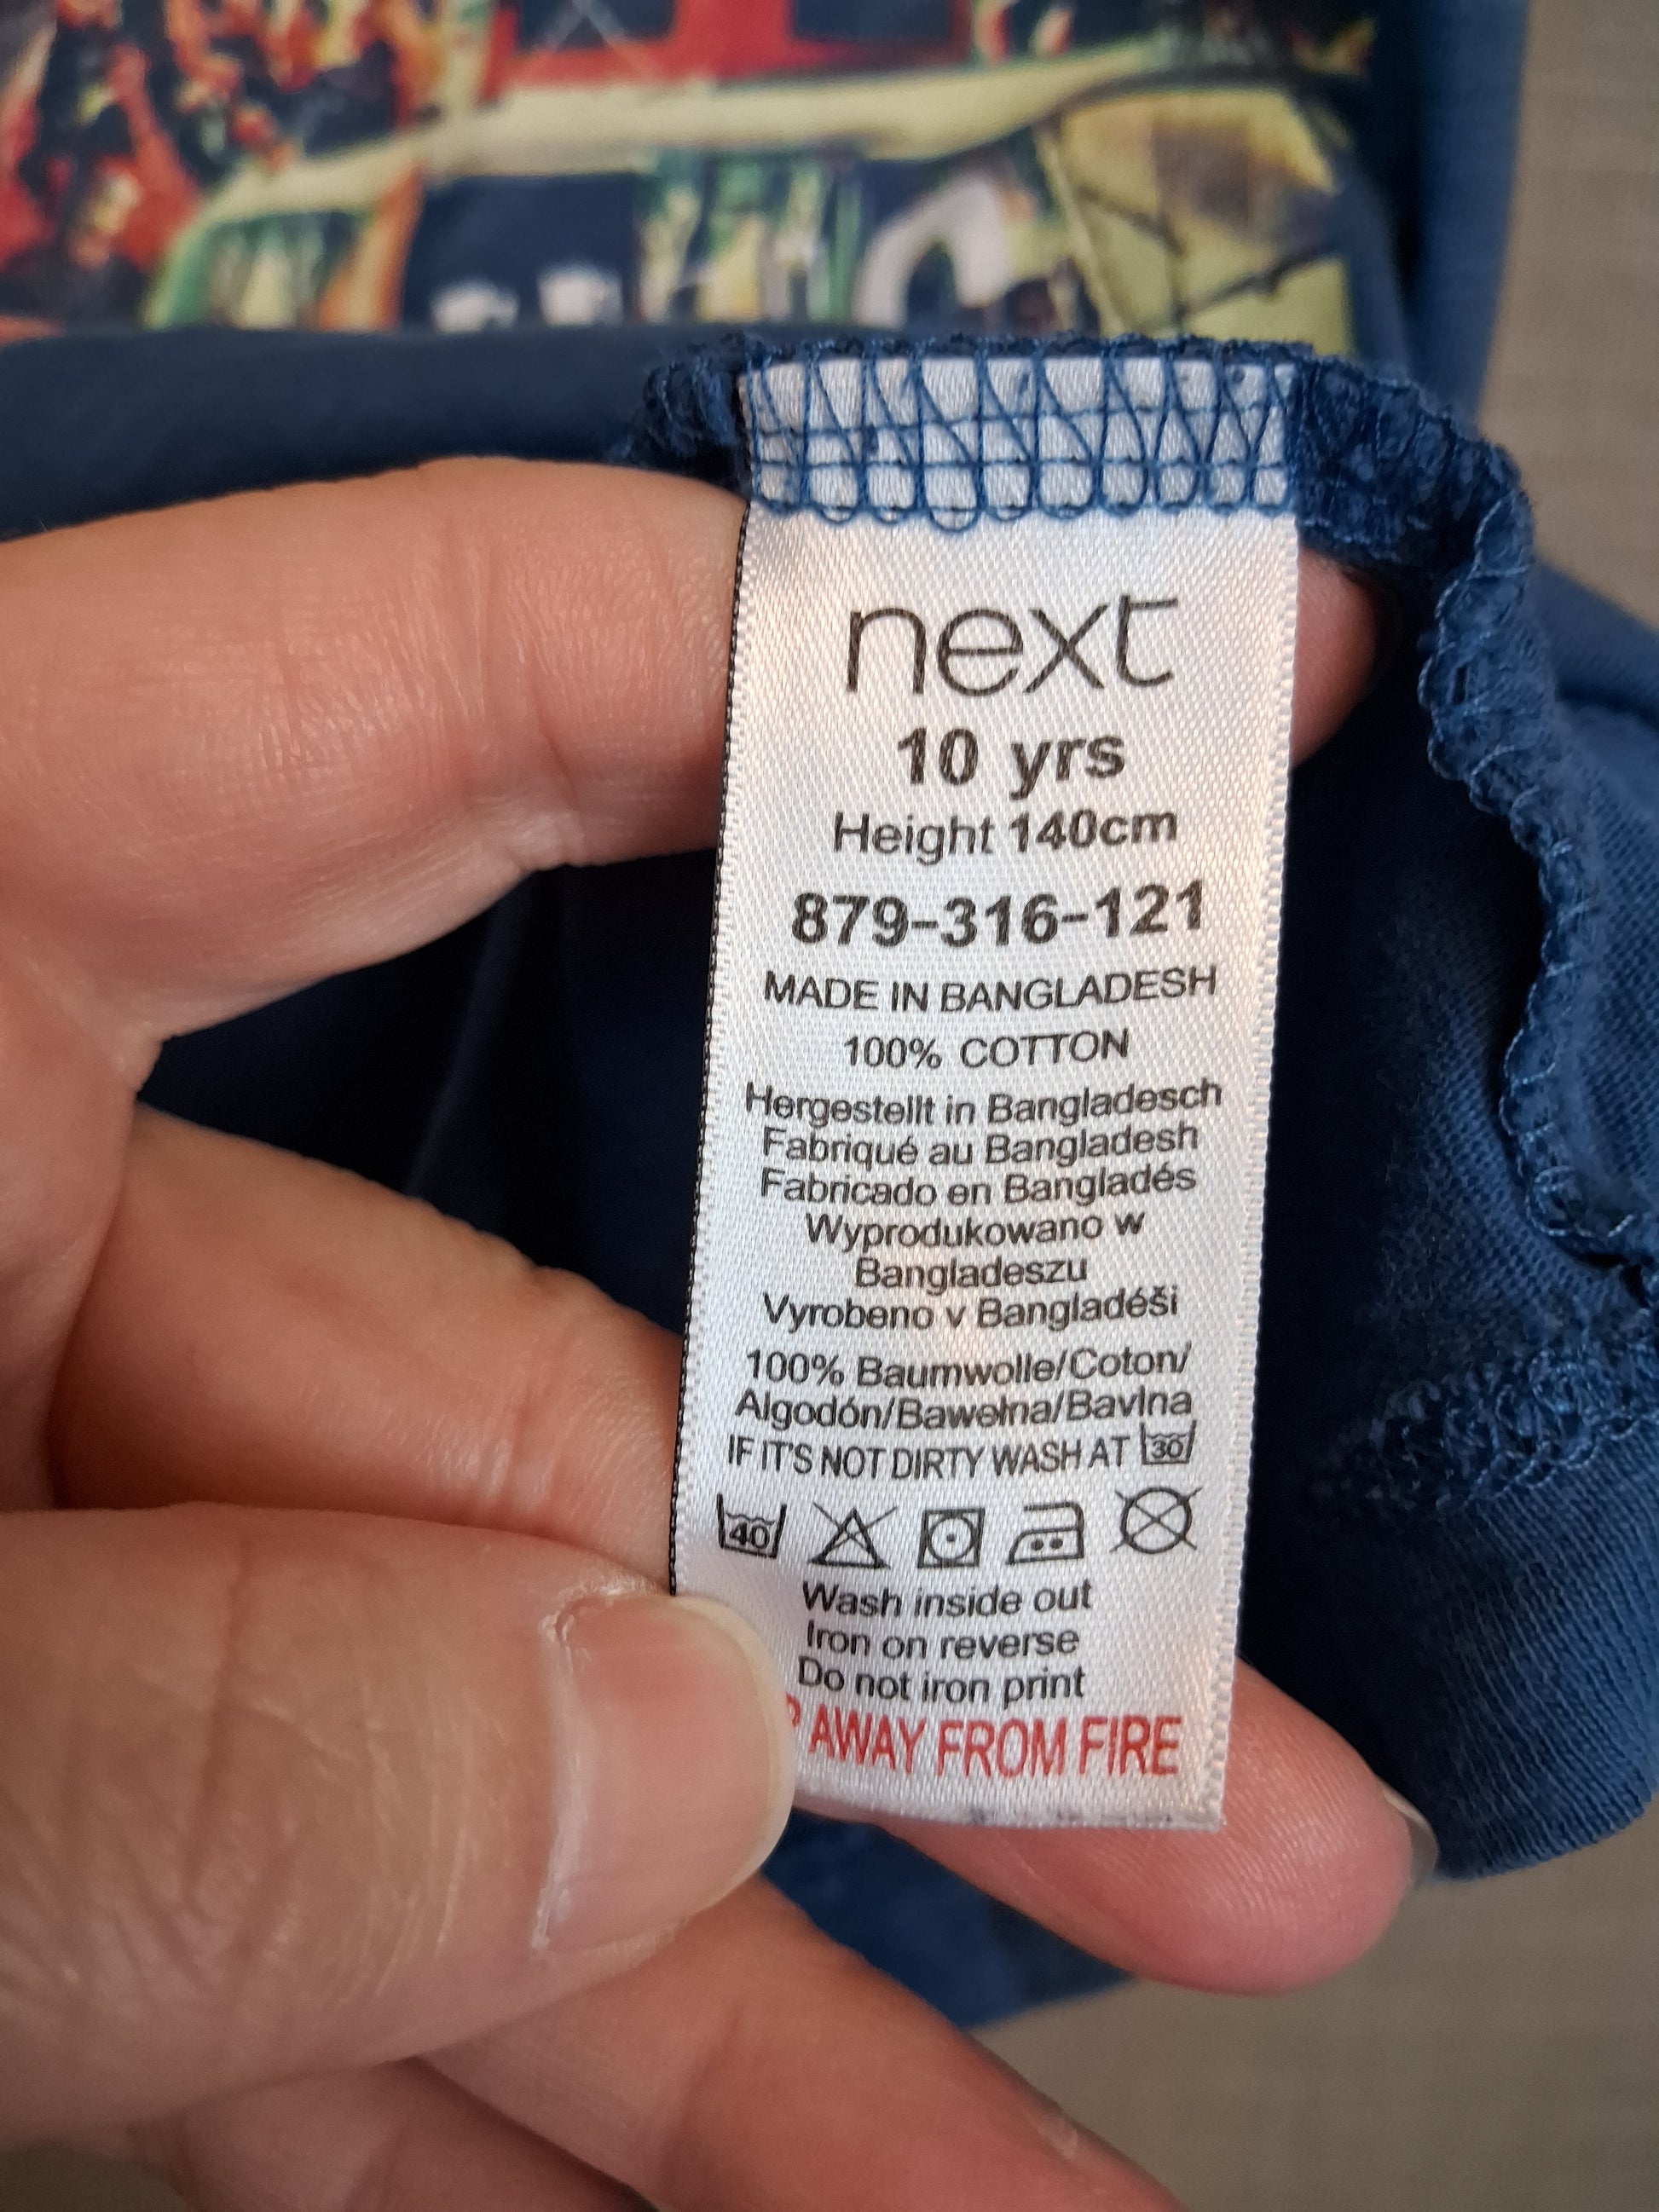 next
10 yrs
Height 140cm
879-316-121
MADE IN BANGLADESH
100% COTTON
Hergestellt in Bangladesch
Fabriqué au Bangladesh
Fabricado en Bangladés
Wyprodukowano w
Bangladeszu
Vyrobeno v Bangladéši
100% Baumwolle/Coton/
Algodón/Bawełna/Bavlna
IF IT'S NOT DIRTY WASH AT 30
40
Wash inside out
Iron on reverse
Do not iron print
AWAY FROM FIRE